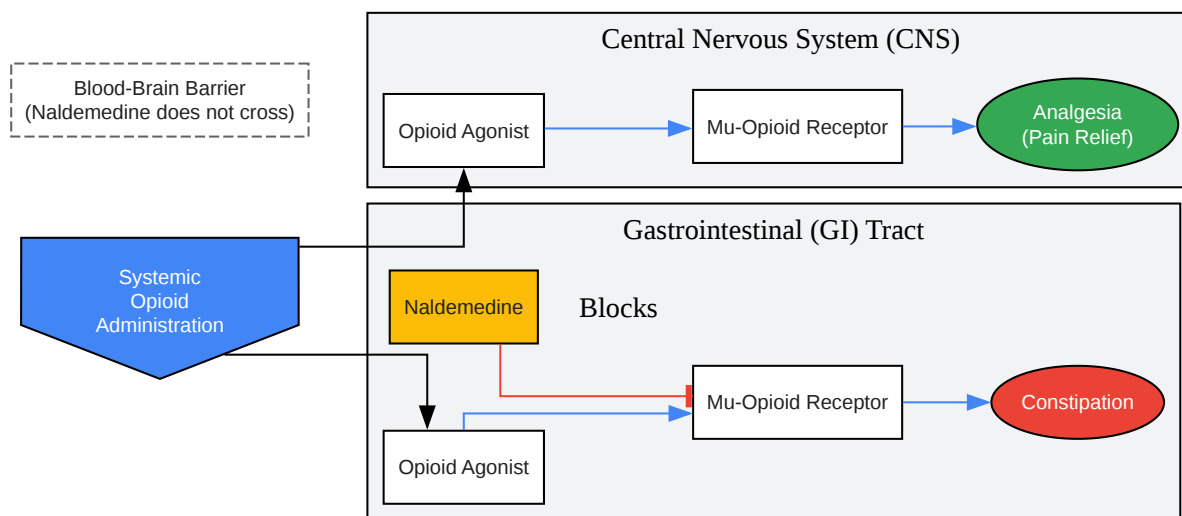 Central Nervous System (CNS)
Blood-Brain Barrier
(Naldemedine does not cross)
Opioid Agonist
Mu-Opioid Receptor
Analgesia
(Pain Relief)
Gastrointestinal (GI) Tract
Systemic
Opioid
Administration
Naldemedine
Blocks
Mu-Opioid Receptor
Constipation
Opioid Agonist